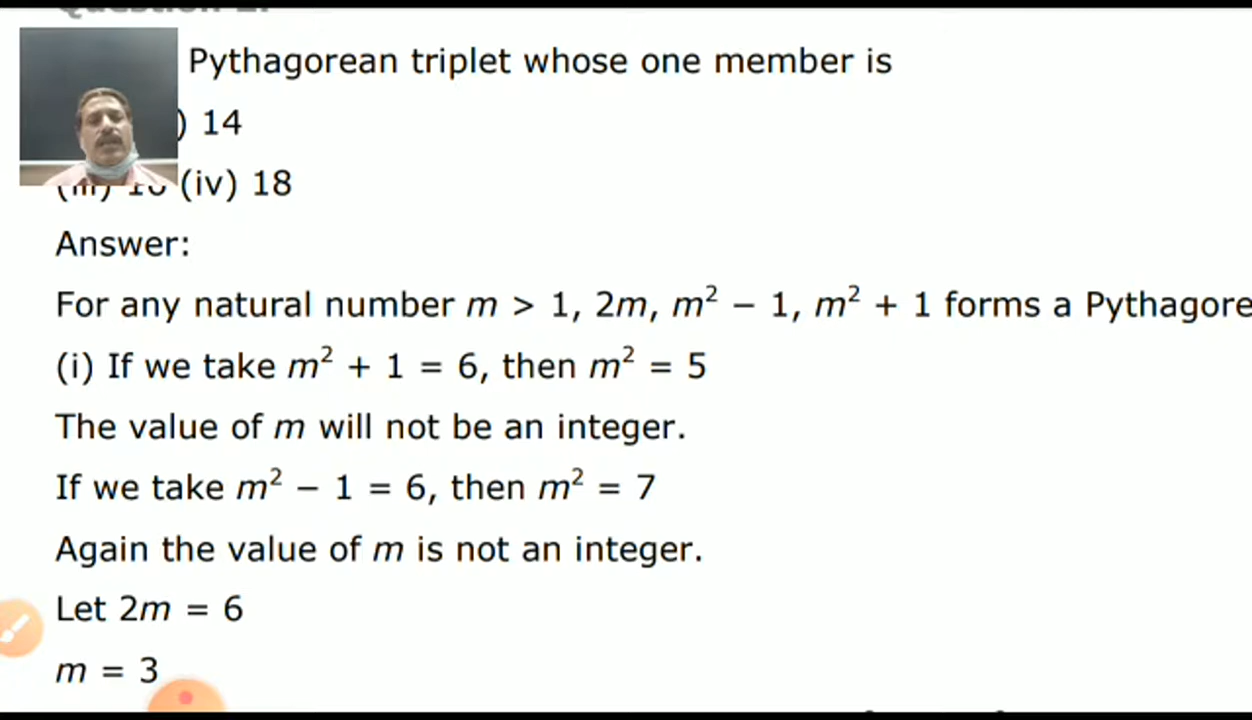 Pythagorean triplet whose one member is
) 14
(iv) 18
Answer:
For any natural number m > 1, 2m, m² − 1, m² + 1 forms a Pythagore
(i) If we take m² + 1 = 6, then m² = 5
The value of m will not be an integer.
If we take m² − 1 = 6, then m² = 7
Again the value of m is not an integer.
Let 2m = 6
m = 3